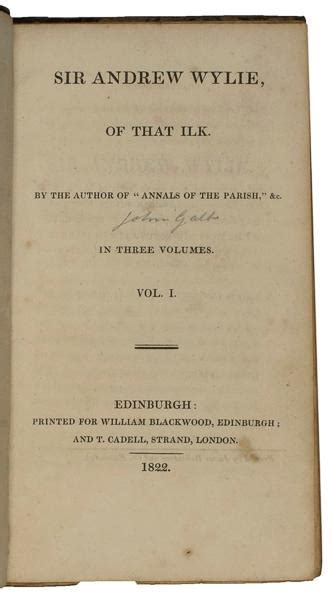 SIR ANDREW WYLIE,
OF THAT ILK.
BY THE AUTHOR OF "ANNALS OF THE PARISH," &c.
John Galt
IN THREE VOLUMES.
VOL. I.
EDINBURGH:
PRINTED FOR WILLIAM BLACKWOOD, EDINBURGH;
AND T. CADELL, STRAND, LONDON.
1822.